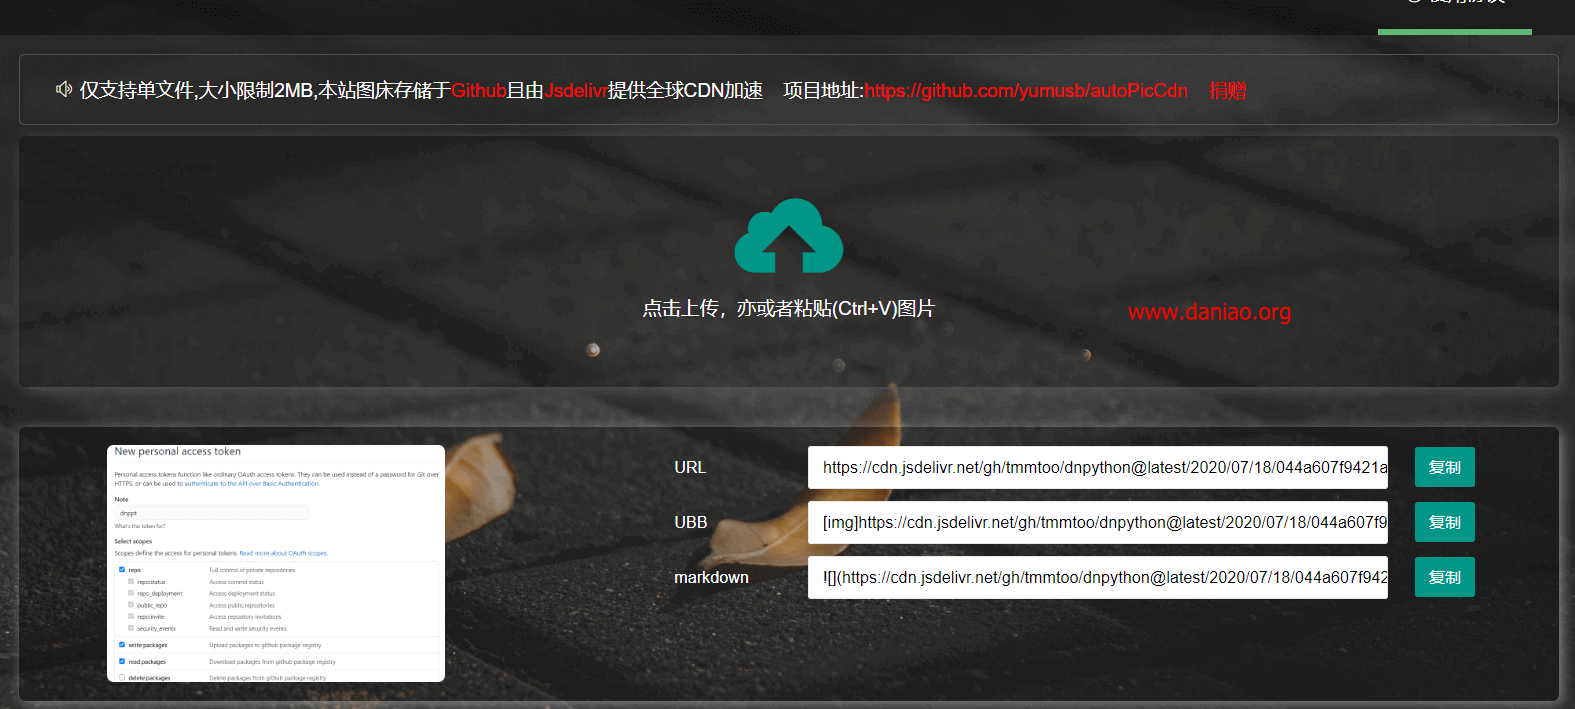 仅支持单文件,大小限制2MB,本站图床存储于Github且由Jsdelivr提供全球CDN加速 项目地址:https://github.com/yumusb/autoPicCdn 捐赠
点击上传，亦或者粘贴(Ctrl+V)图片
www.daniao.org
New personal access token
Personal access tokens function like ordinary OAuth access tokens. They can be used instead of a password for Git over
HTTPS, or can be used to authenticate to the API over Basic Authentication.
Note
dnppt
What's this token for?
Select scopes
Scopes define the access for personal tokens. Read more about OAuth scopes.
repo Full control of private repositories
repo:status Access commit status
repo_deployment Access deployment status
public_repo Access public repositories
repo:invite Access repository invitations
security_events Read and write security events
write:packages Upload packages to github package registry
read:packages Download packages from github package registry
delete:packages Delete packages from github package registry
URL https://cdn.jsdelivr.net/gh/tmmtoo/dnpython@latest/2020/07/18/044a607f9421a 复制
UBB [img]https://cdn.jsdelivr.net/gh/tmmtoo/dnpython@latest/2020/07/18/044a607f9 复制
markdown ![](https://cdn.jsdelivr.net/gh/tmmtoo/dnpython@latest/2020/07/18/044a607f942 复制